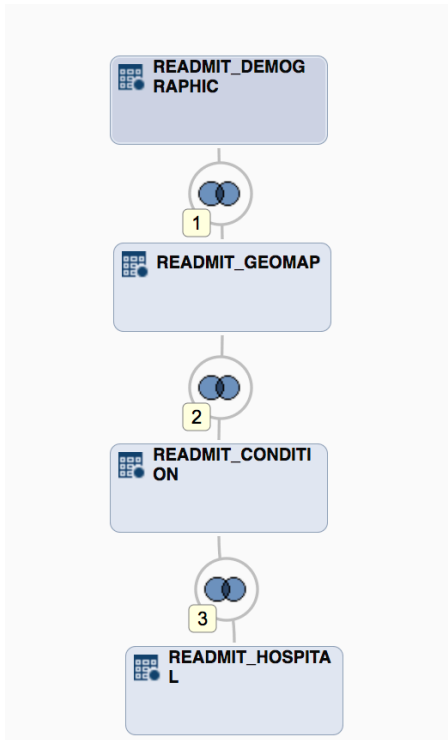 READMIT_DEMOG
RAPHIC
1
READMIT_GEOMAP
2
READMIT_CONDITI
ON
3
READMIT_HOSPITA
L